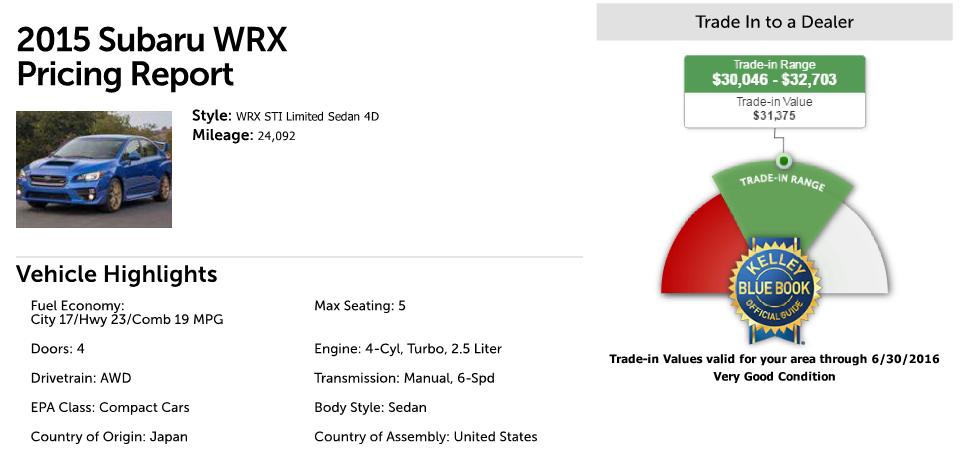 2015 Subaru WRX
Pricing Report
Style: WRX STI Limited Sedan 4D
Mileage: 24,092
Vehicle Highlights
Fuel Economy:
City 17/Hwy 23/Comb 19 MPG
Max Seating: 5
Doors: 4
Engine: 4-Cyl, Turbo, 2.5 Liter
Drivetrain: AWD
Transmission: Manual, 6-Spd
EPA Class: Compact Cars
Body Style: Sedan
Country of Origin: Japan
Country of Assembly: United States
Trade In to a Dealer
Trade-in Range
$30,046 - $32,703
Trade-in Value
$31,375
TRADE-IN RANGE
KELLEY
BLUE BOOK
OFFICIAL GUIDE
Trade-in Values valid for your area through 6/30/2016
Very Good Condition